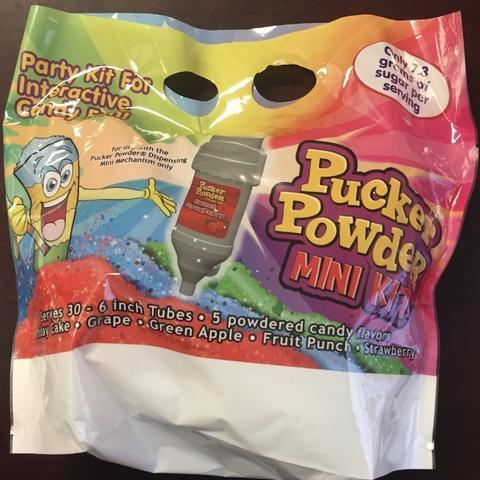 Party Kit For
Interactive
Candy Fun!
Only 7.3
grams of
sugar per
serving
for use with the
Pucker Powder® Dispensing
Mini Mechanism only
Pucker
Powder
STRAWBERRY
Pucker
Powder
MINI Kit
Serves 30 - 6 inch Tubes • 5 powdered candy flavors
Cake • Grape • Green Apple • Fruit Punch • Strawberry